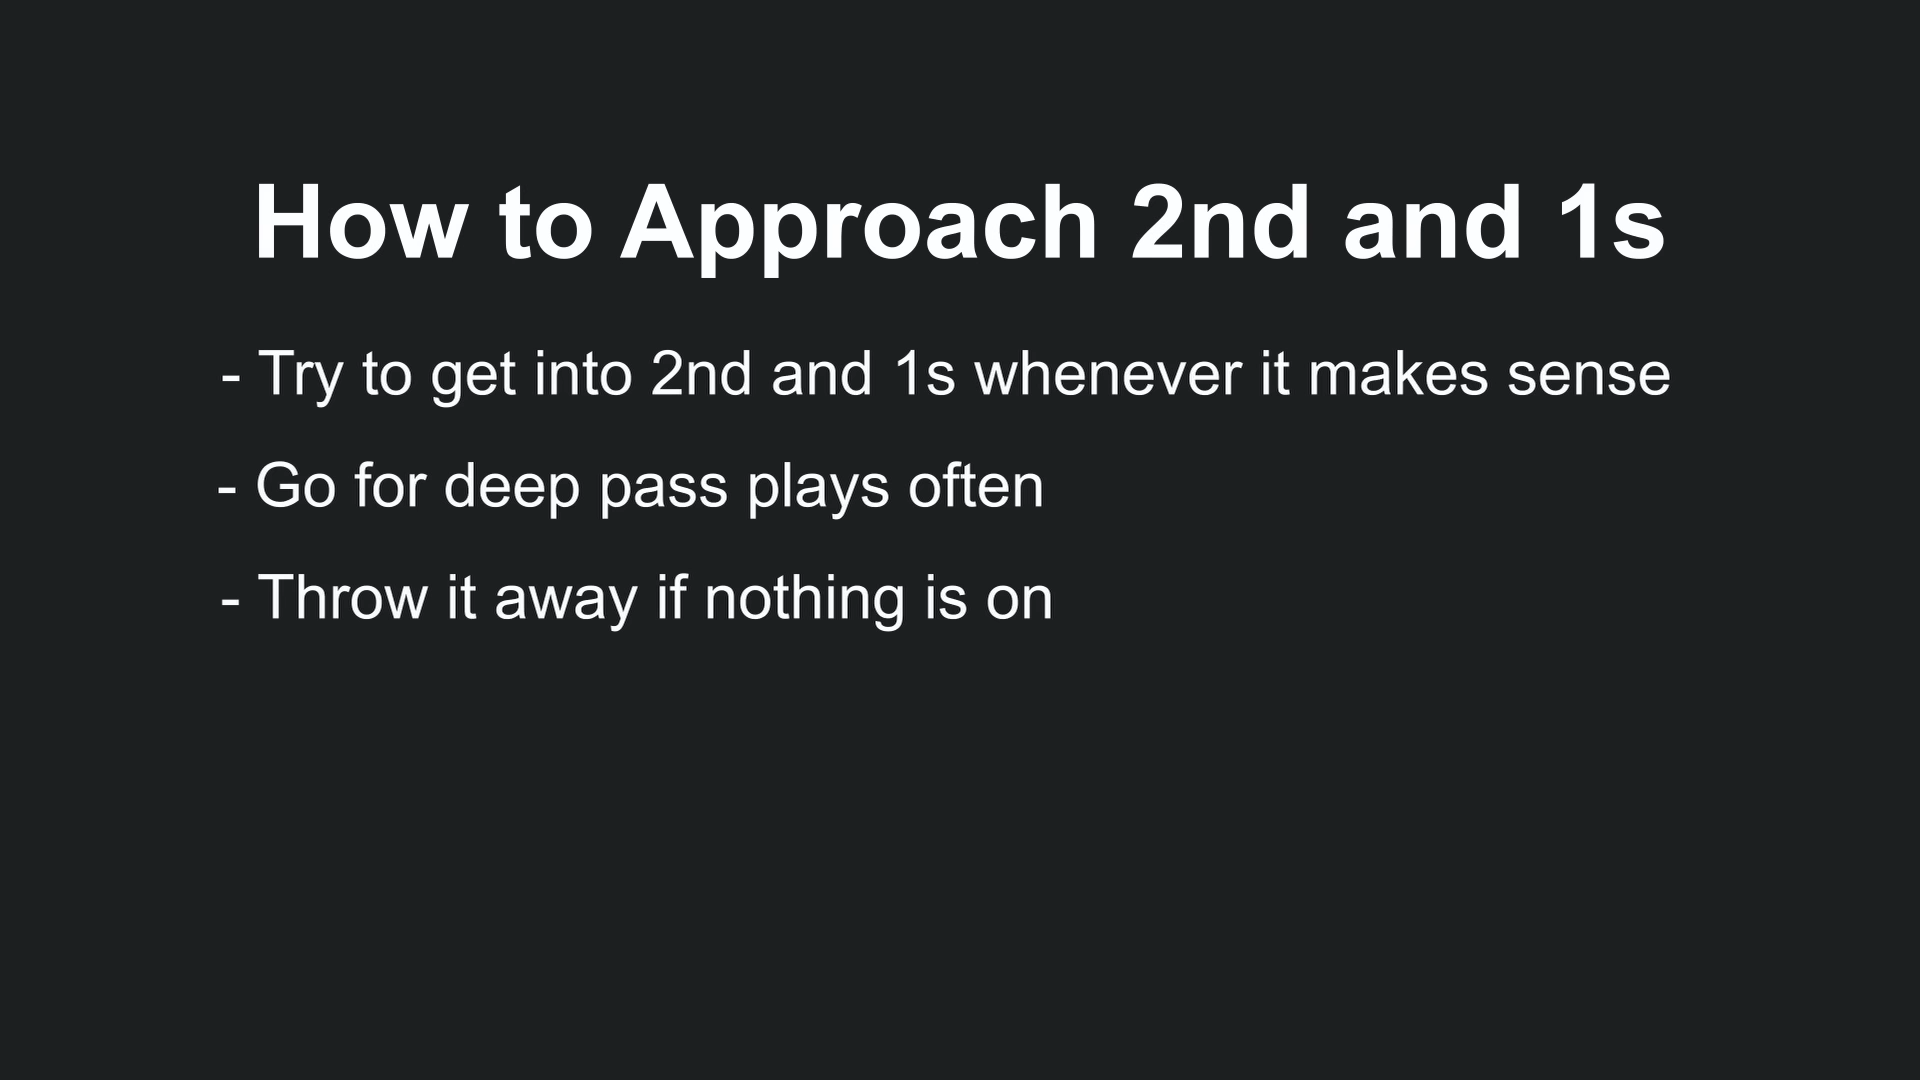 How to Approach 2nd and 1s
- Try to get into 2nd and 1s whenever it makes sense
- Go for deep pass plays often
- Throw it away if nothing is on